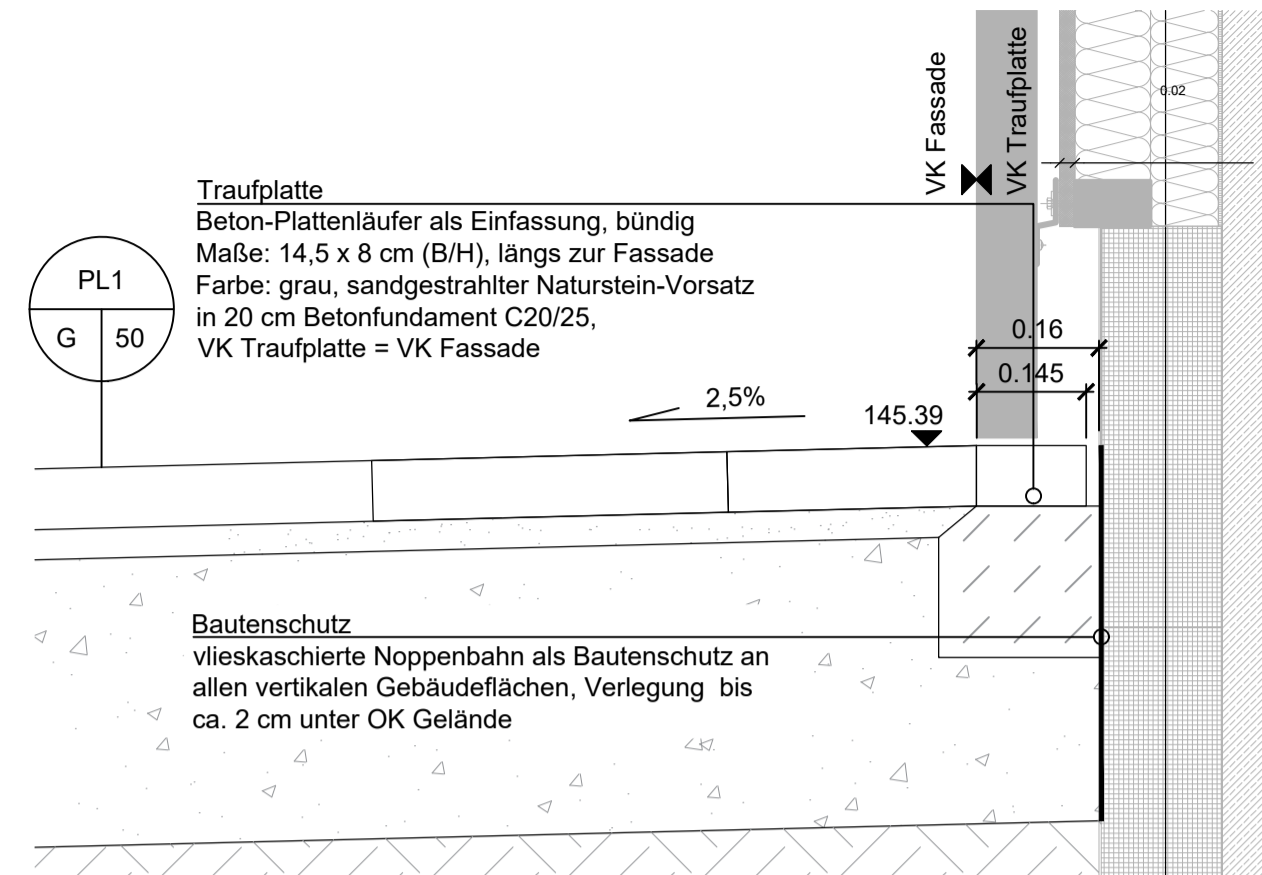 VK Fassade
VK Traufplatte
0.02
Traufplatte
Beton-Plattenläufer als Einfassung, bündig
Maße: 14,5 x 8 cm (B/H), längs zur Fassade
Farbe: grau, sandgestrahlter Naturstein-Vorsatz
in 20 cm Betonfundament C20/25,
VK Traufplatte = VK Fassade
PL1
G 50
0.16
0.145
2,5%
145.39
Bautenschutz
vlieskaschierte Noppenbahn als Bautenschutz an
allen vertikalen Gebäudeflächen, Verlegung bis
ca. 2 cm unter OK Gelände